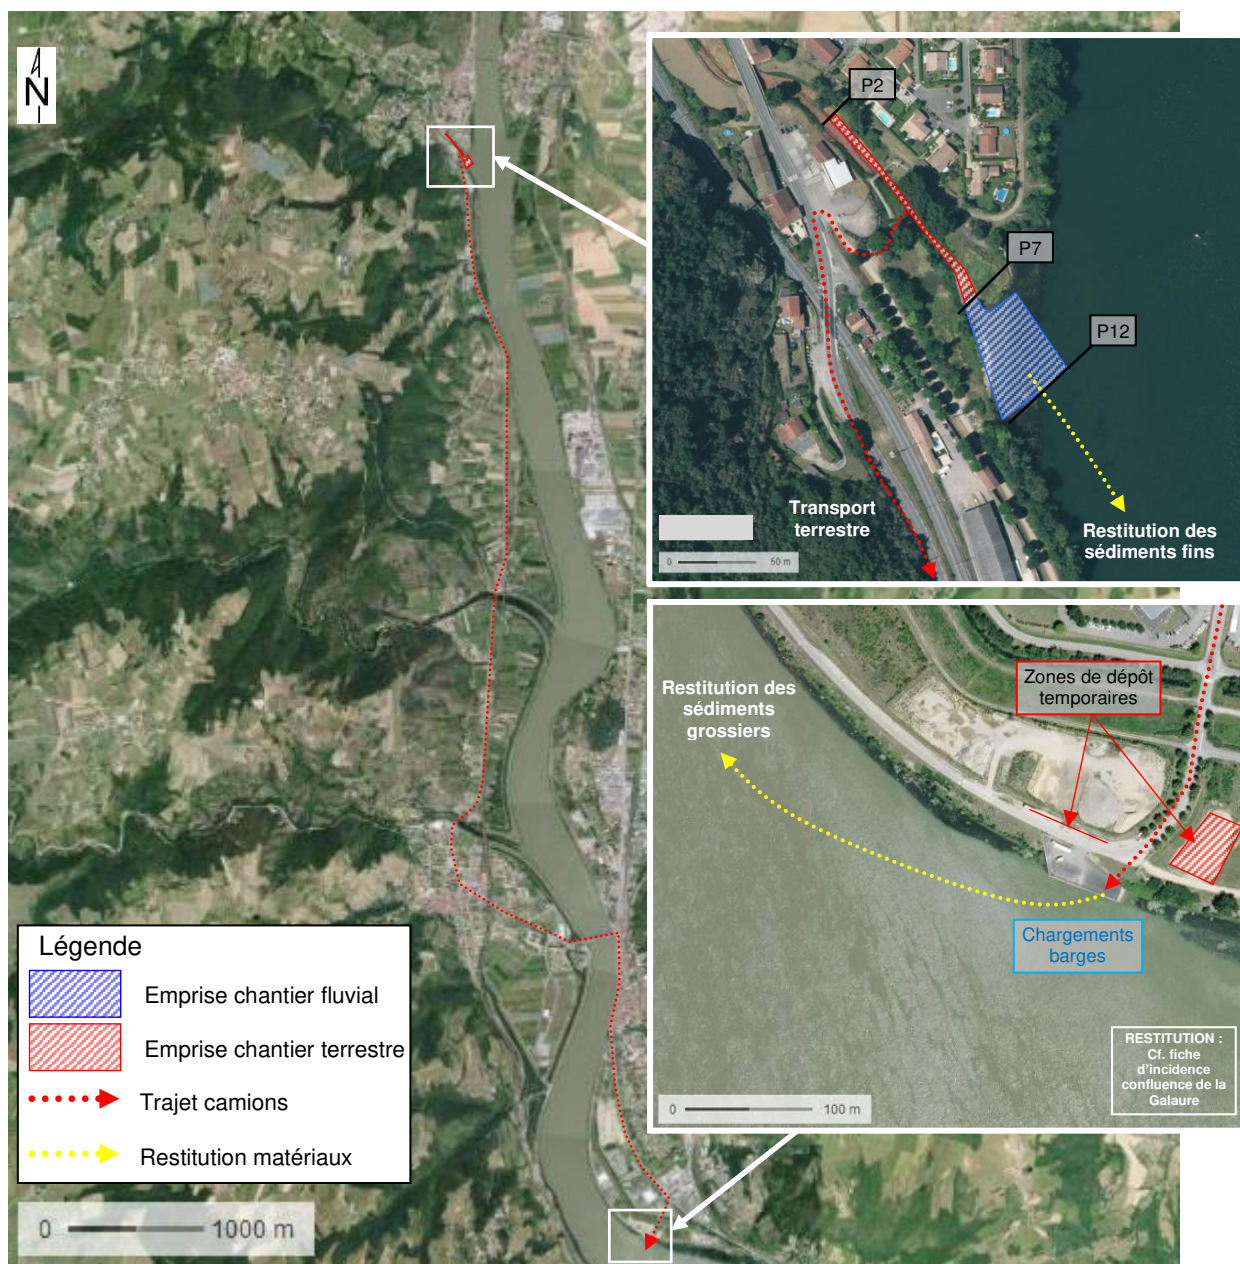 N
P2
P7
P12
Transport
terrestre
Restitution des
sédiments fins
0 50 m
Restitution des
sédiments
grossiers
Zones de dépôt
temporaires
Chargements
barges
RESTITUTION :
Cf. fiche
d'incidence
confluence de la
Galaure
0 100 m
Légende
Emprise chantier fluvial
Emprise chantier terrestre
Trajet camions
Restitution matériaux
0 1000 m